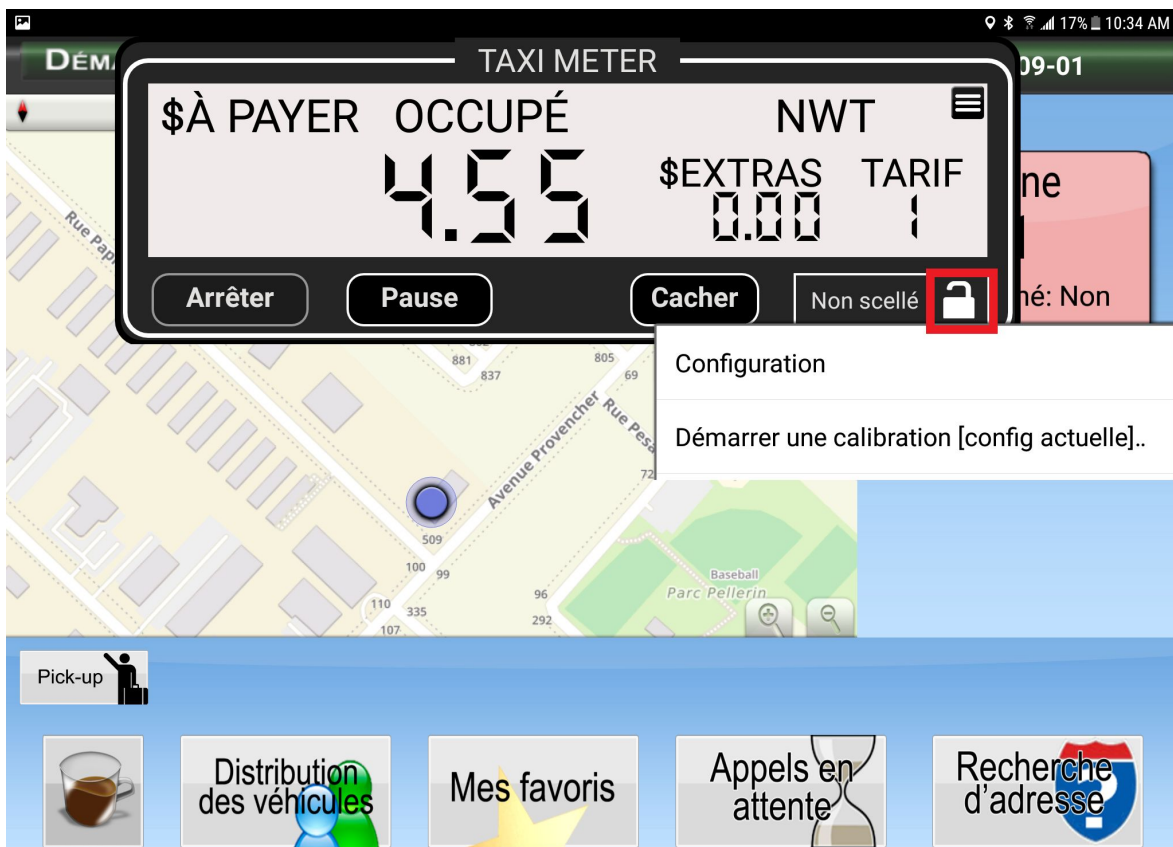 17% 10:34 AM
DÉM
TAXI METER
09-01
$À PAYER OCCUPÉ NWT
4.55
$EXTRAS TARIF
0.00 1
ne
Arrêter Pause Cacher Non scellé
né: Non
Configuration
Démarrer une calibration [config actuelle]..
Rue Pap
881
837
805
69
Rue Pesa
72
Avenue Provencher
509
100 99
110 335
107
96
292
Baseball
Parc Pellerin
Pick-up
Distribution
des véhicules
Mes favoris
Appels en
attente
Recherche
d'adresse